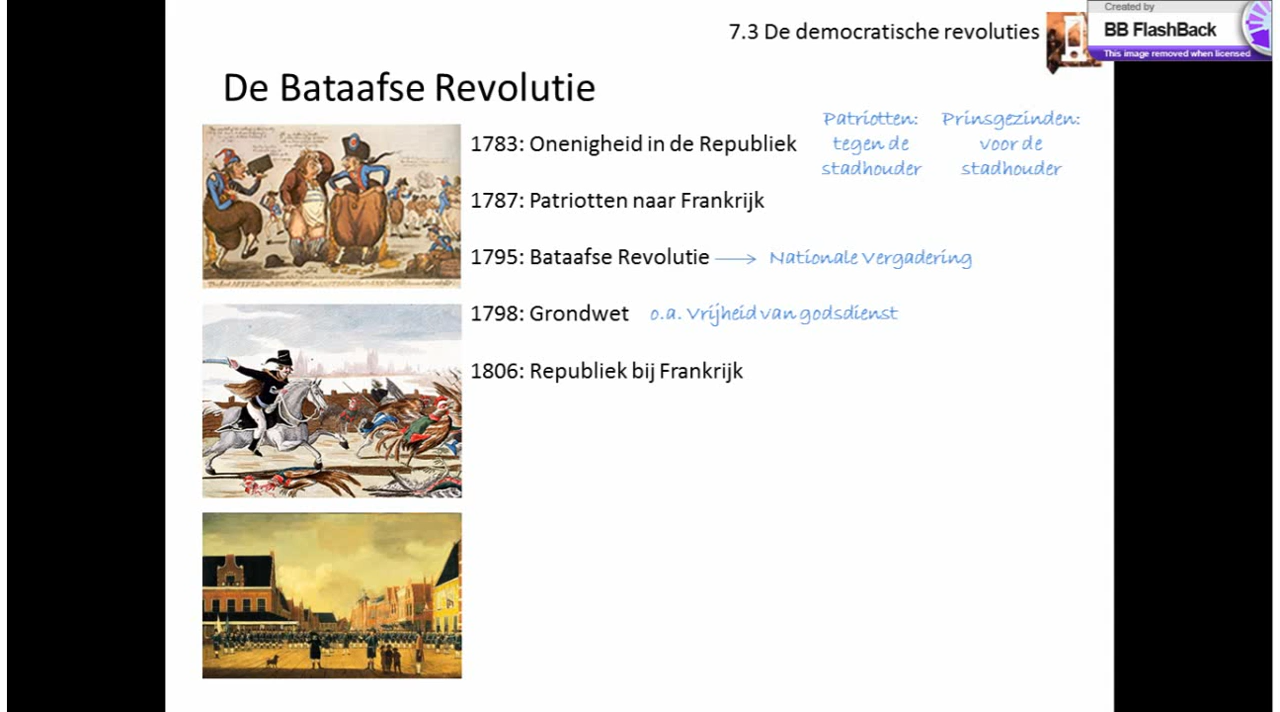 7.3 De democratische revoluties
Created by
BB FlashBack
This image removed when licensed
De Bataafse Revolutie
1783: Onenigheid in de Republiek
Patriotten:
tegen de
stadhouder
Prinsgezinden:
voor de
stadhouder
1787: Patriotten naar Frankrijk
1795: Bataafse Revolutie → Nationale Vergadering
1798: Grondwet o.a. Vrijheid van godsdienst
1806: Republiek bij Frankrijk